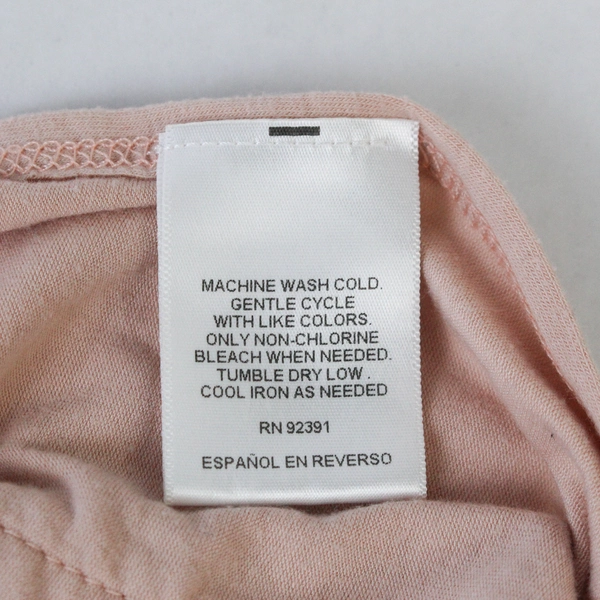 MACHINE WASH COLD.
GENTLE CYCLE
WITH LIKE COLORS.
ONLY NON-CHLORINE
BLEACH WHEN NEEDED.
TUMBLE DRY LOW .
COOL IRON AS NEEDED
RN 92391
ESPAÑOL EN REVERSO